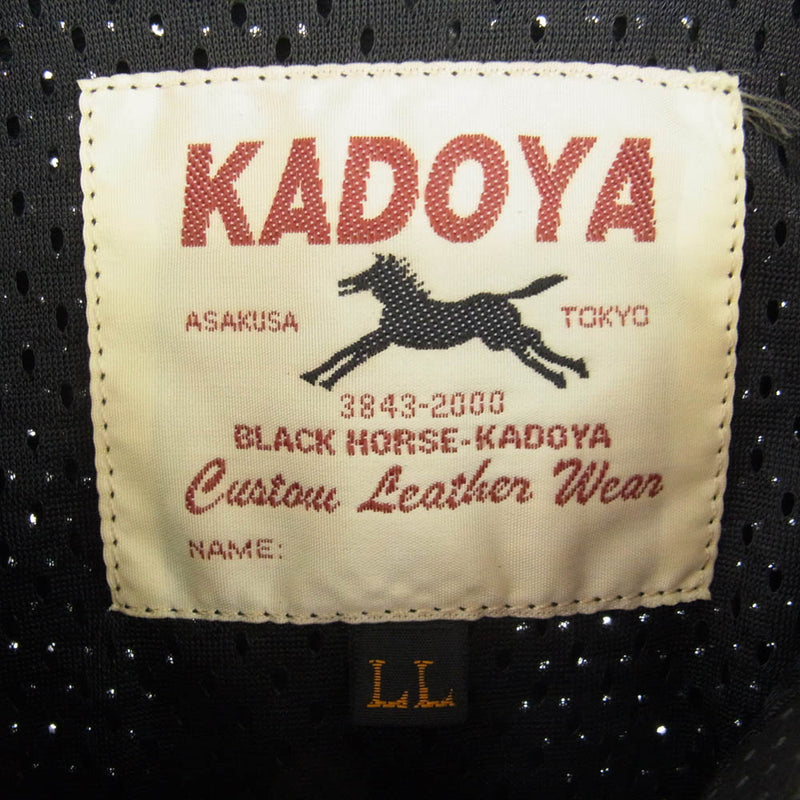 KADOYA
ASAKUSA TOKYO
3843-2000
BLACK HORSE-KADOYA
Custom Leather Wear
NAME:
LL